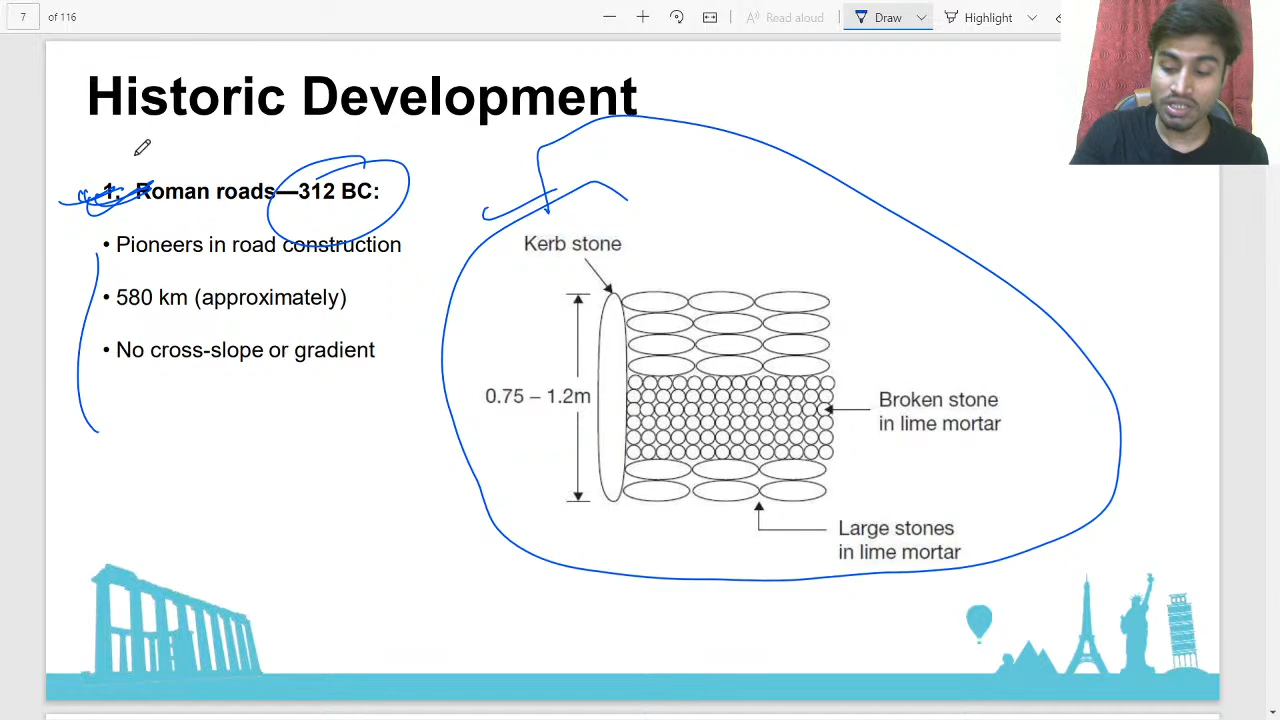 7 of 116
Read aloud
Draw
Highlight
Historic Development
1. Roman roads—312 BC:
• Pioneers in road construction
• 580 km (approximately)
• No cross-slope or gradient
Kerb stone
0.75 – 1.2m
Broken stone
in lime mortar
Large stones
in lime mortar